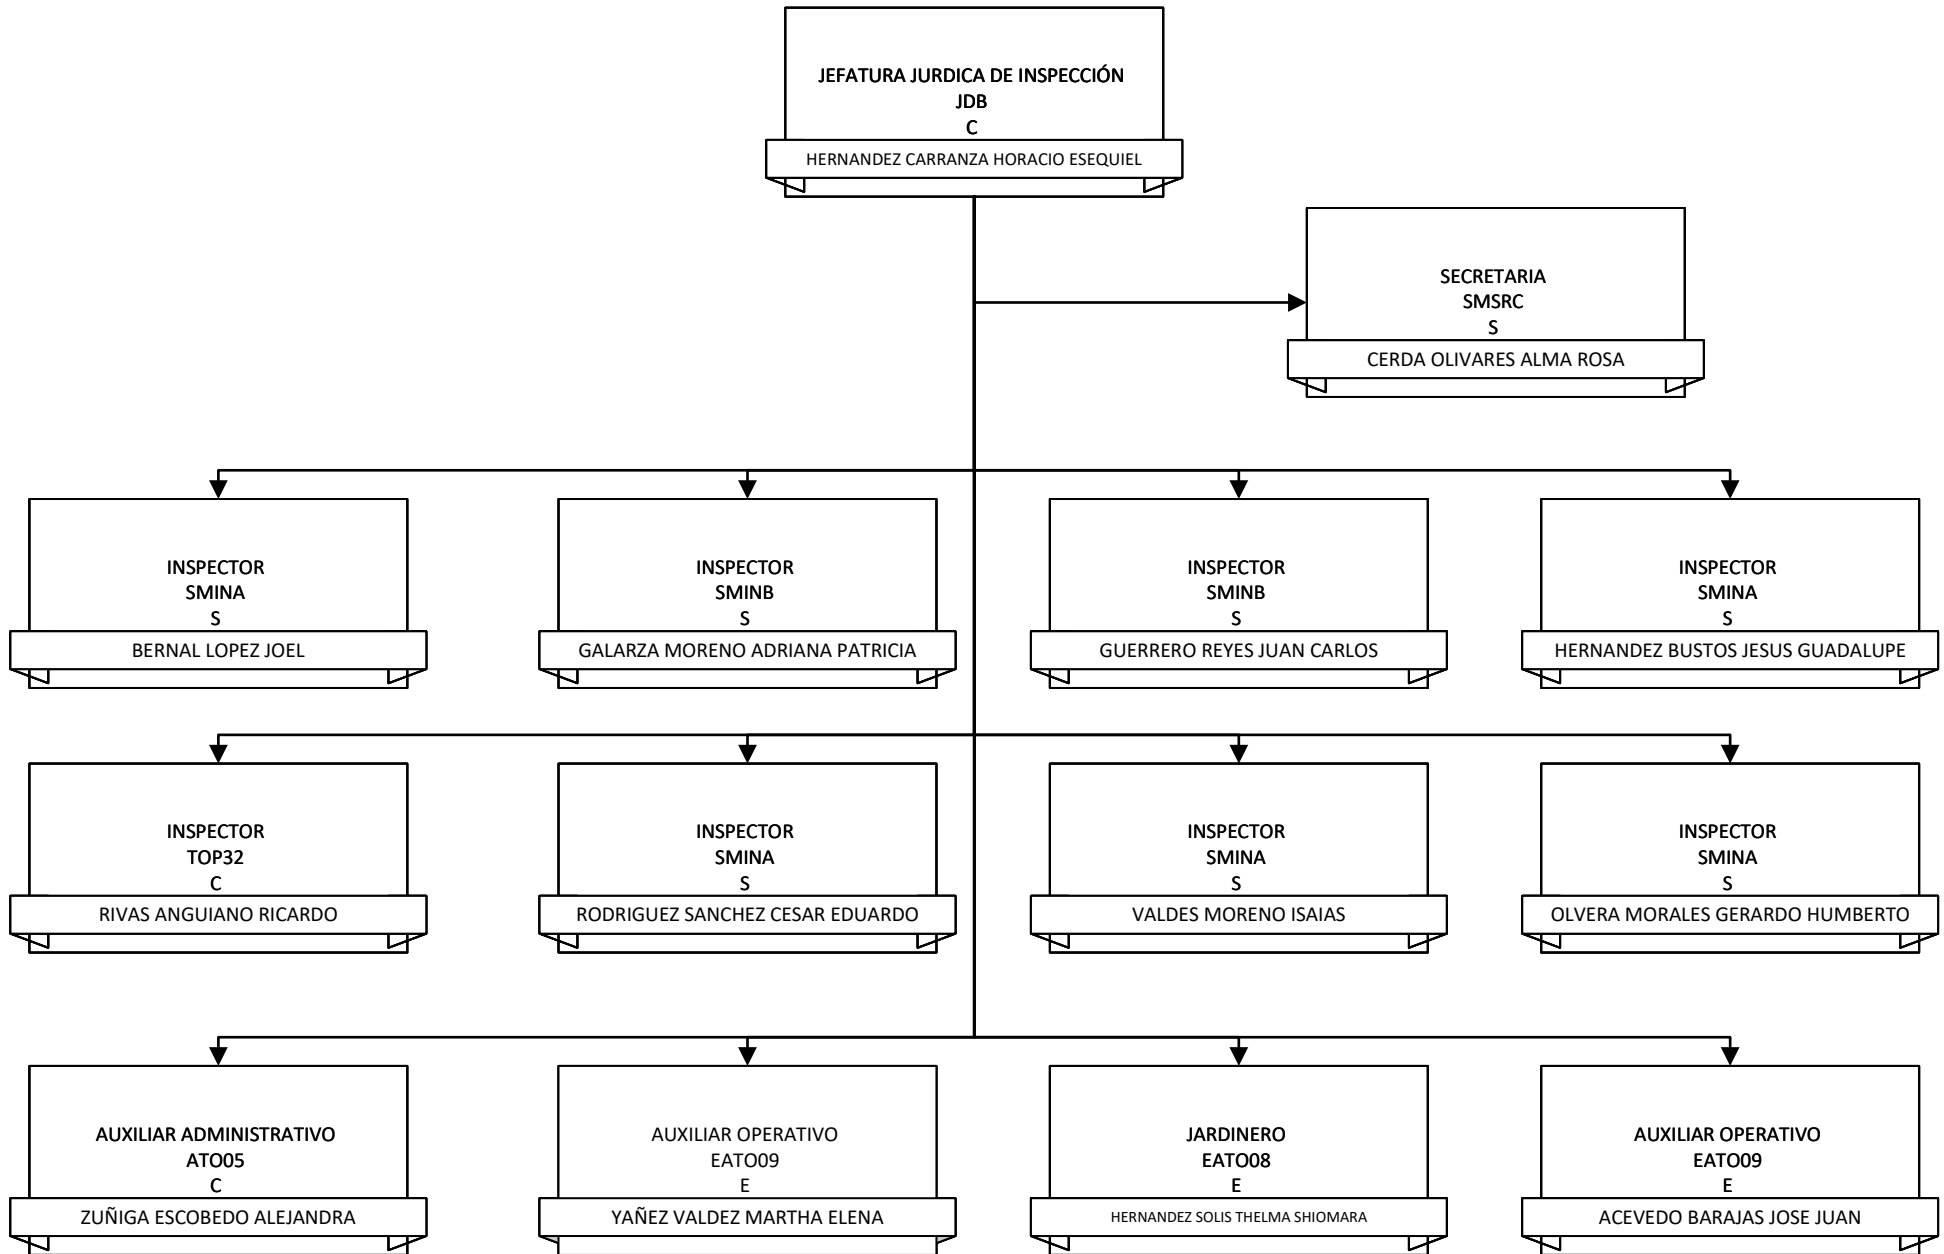 JEFATURA JURDICA DE INSPECCIÓN
JDB
C
HERNANDEZ CARRANZA HORACIO ESEQUIEL
SECRETARIA
SMSRC
S
CERDA OLIVARES ALMA ROSA
INSPECTOR
SMINA
S
BERNAL LOPEZ JOEL
INSPECTOR
SMINB
S
GALARZA MORENO ADRIANA PATRICIA
INSPECTOR
SMINB
S
GUERRERO REYES JUAN CARLOS
INSPECTOR
SMINA
S
HERNANDEZ BUSTOS JESUS GUADALUPE
INSPECTOR
TOP32
C
RIVAS ANGUIANO RICARDO
INSPECTOR
SMINA
S
RODRIGUEZ SANCHEZ CESAR EDUARDO
INSPECTOR
SMINA
S
VALDES MORENO ISAIAS
INSPECTOR
SMINA
S
OLVERA MORALES GERARDO HUMBERTO
AUXILIAR ADMINISTRATIVO
ATO05
C
ZUÑIGA ESCOBEDO ALEJANDRA
AUXILIAR OPERATIVO
EATO09
E
YAÑEZ VALDEZ MARTHA ELENA
JARDINERO
EATO08
E
HERNANDEZ SOLIS THELMA SHIOMARA
AUXILIAR OPERATIVO
EATO09
E
ACEVEDO BARAJAS JOSE JUAN